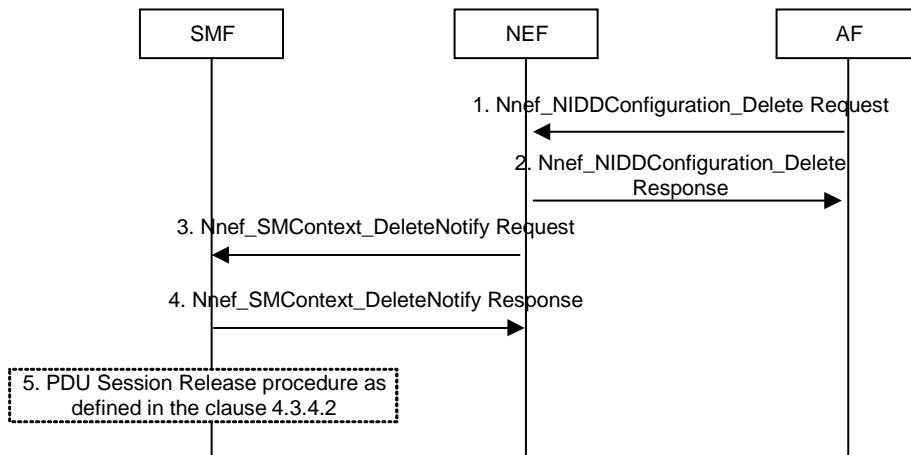 SMF
NEF
AF
1. Nnef_NIDDConfiguration_Delete Request
2. Nnef_NIDDConfiguration_Delete
Response
3. Nnef_SMContext_DeleteNotify Request
4. Nnef_SMContext_DeleteNotify Response
5. PDU Session Release procedure as
defined in the clause 4.3.4.2